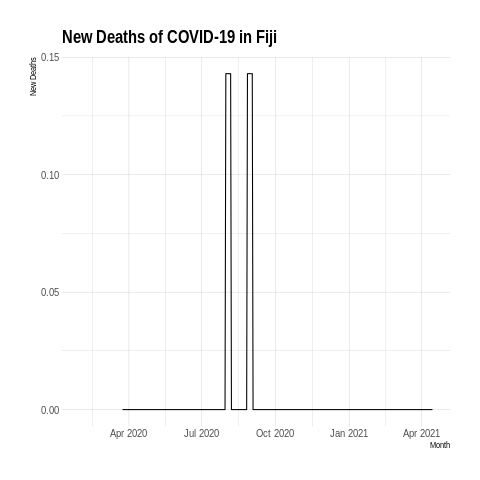 New Deaths of COVID-19 in Fiji
New Deaths
0.15
0.10
0.05
0.00
Apr 2020 Jul 2020 Oct 2020 Jan 2021 Apr 2021
Month